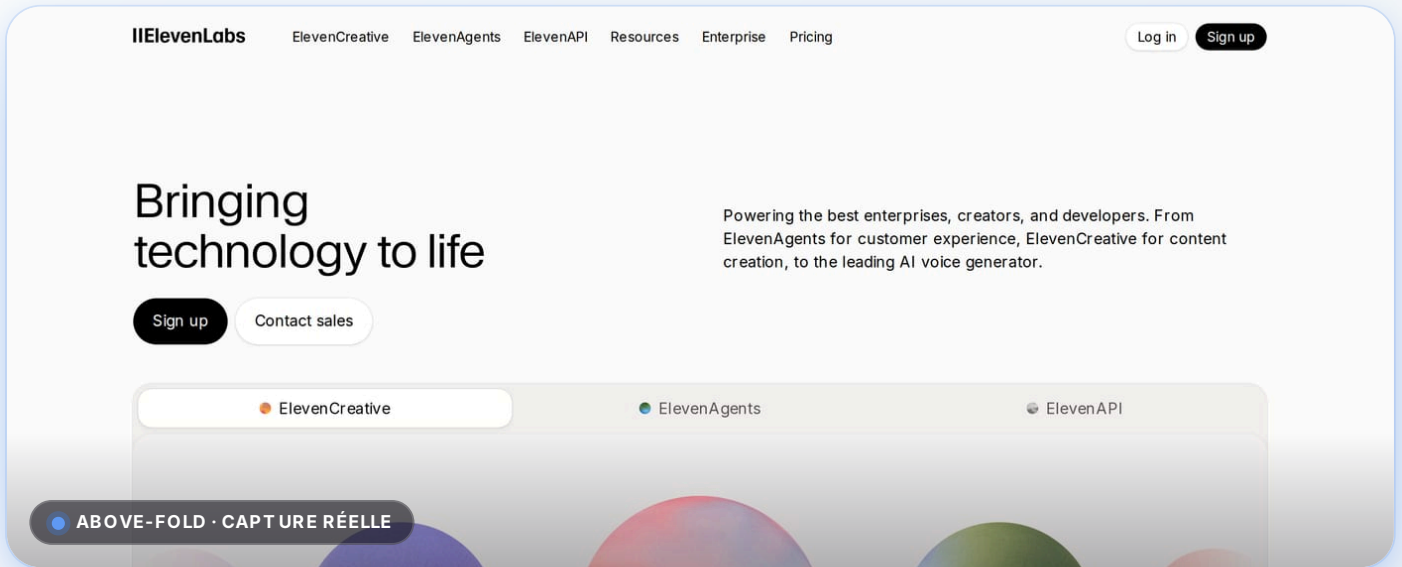 IIElevenLabs
ElevenCreative ElevenAgents ElevenAPI Resources Enterprise Pricing
Log in Sign up
Bringing
technology to life
Powering the best enterprises, creators, and developers. From
ElevenAgents for customer experience, ElevenCreative for content
creation, to the leading AI voice generator.
Sign up Contact sales
ElevenCreative ElevenAgents ElevenAPI
ABOVE-FOLD · CAPTURE RÉELLE